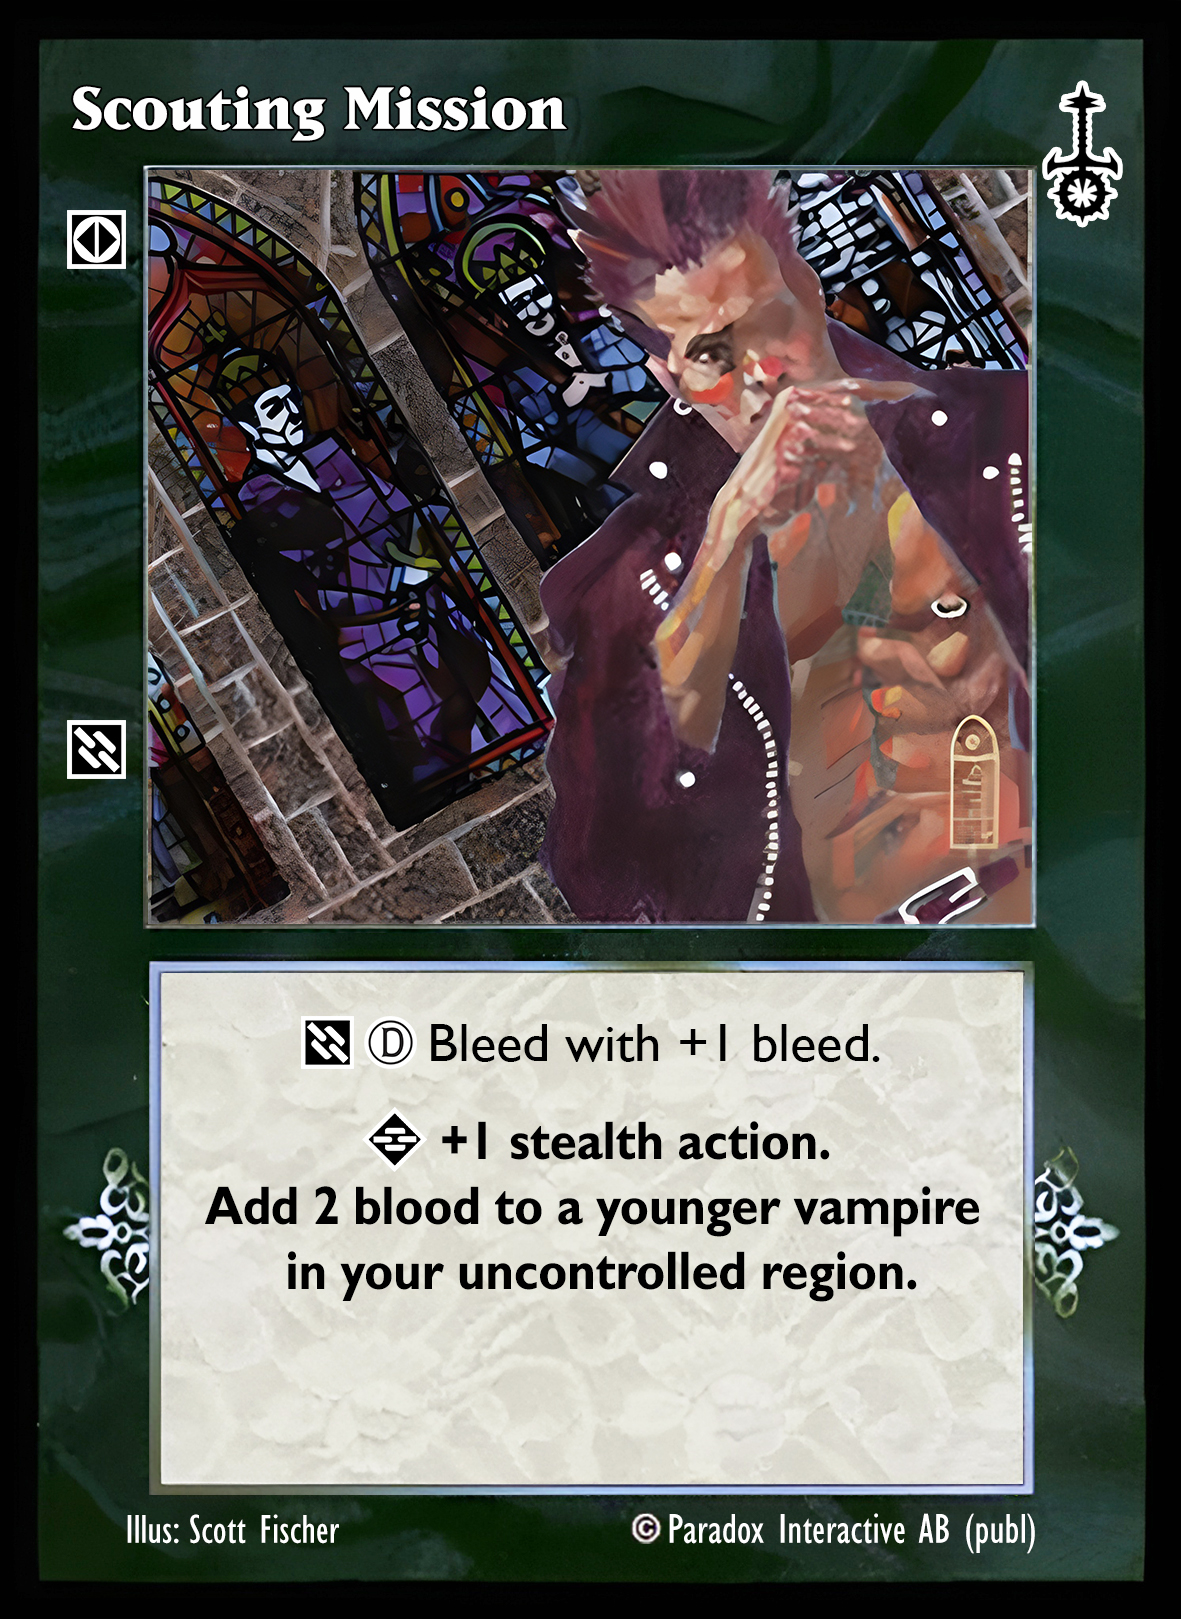 Scouting Mission
D Bleed with +1 bleed.
+1 stealth action.
Add 2 blood to a younger vampire
in your uncontrolled region.
Illus: Scott Fischer
© Paradox Interactive AB (publ)